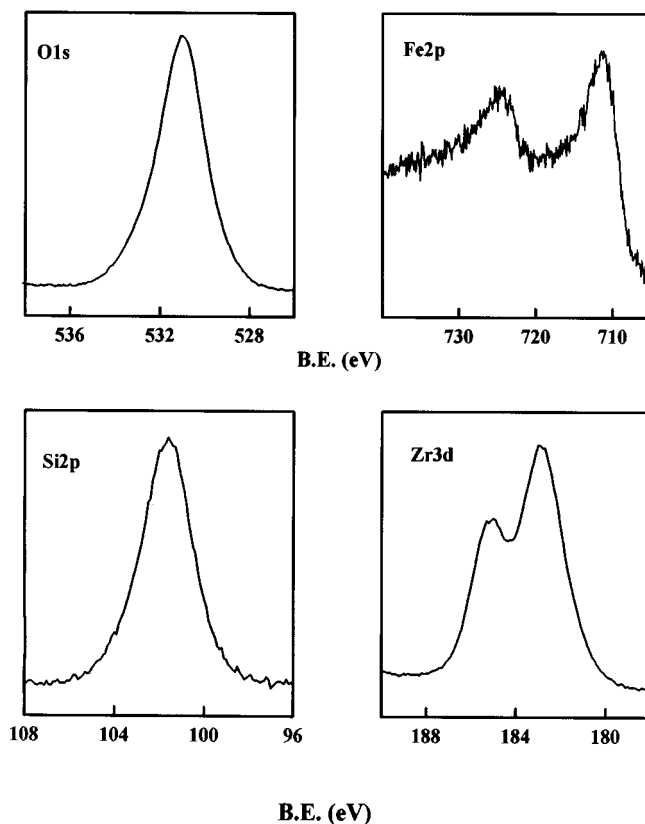 O1s
Fe2p
536 532 528
730 720 710
B.E. (eV)
Si2p
Zr3d
108 104 100 96
188 184 180
B.E. (eV)